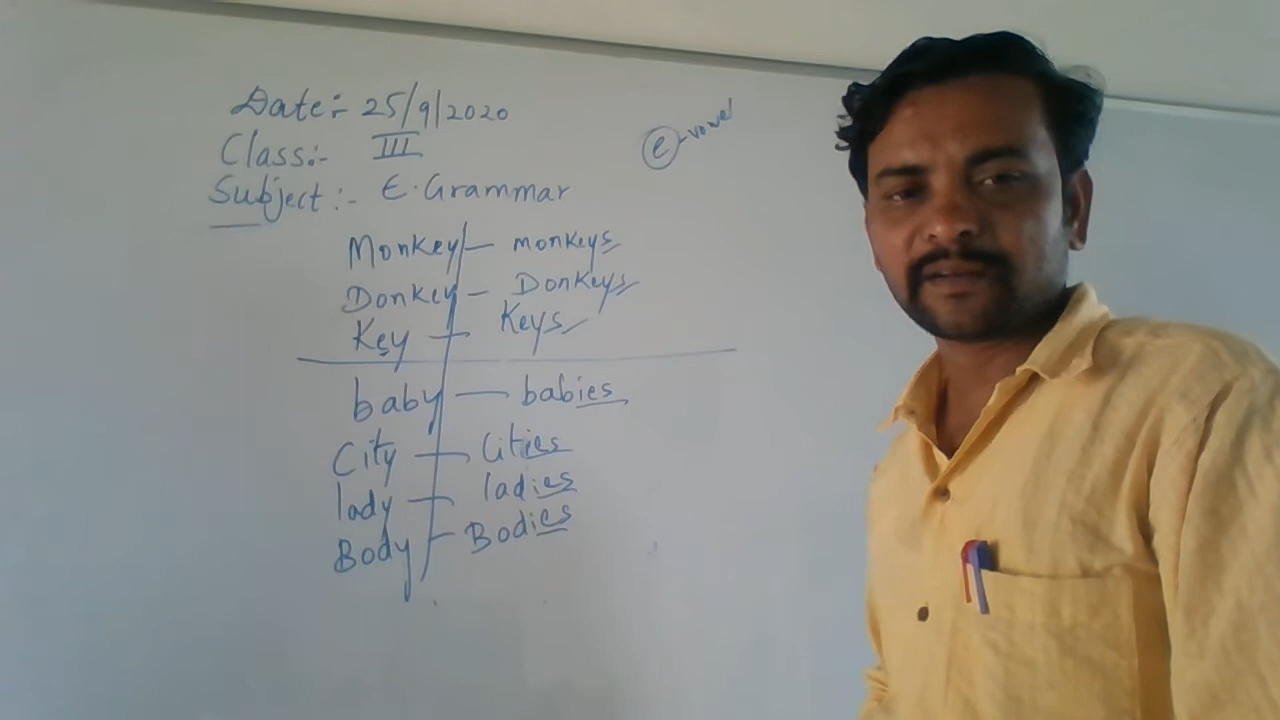 Date:- 25/9/2020
e - vowel
Class:- III
Subject:- E. Grammar
Monkey - monkeys
Donkey - Donkeys
Key - Keys
baby - babies
City - Cities
lady - ladies
Body - Bodies